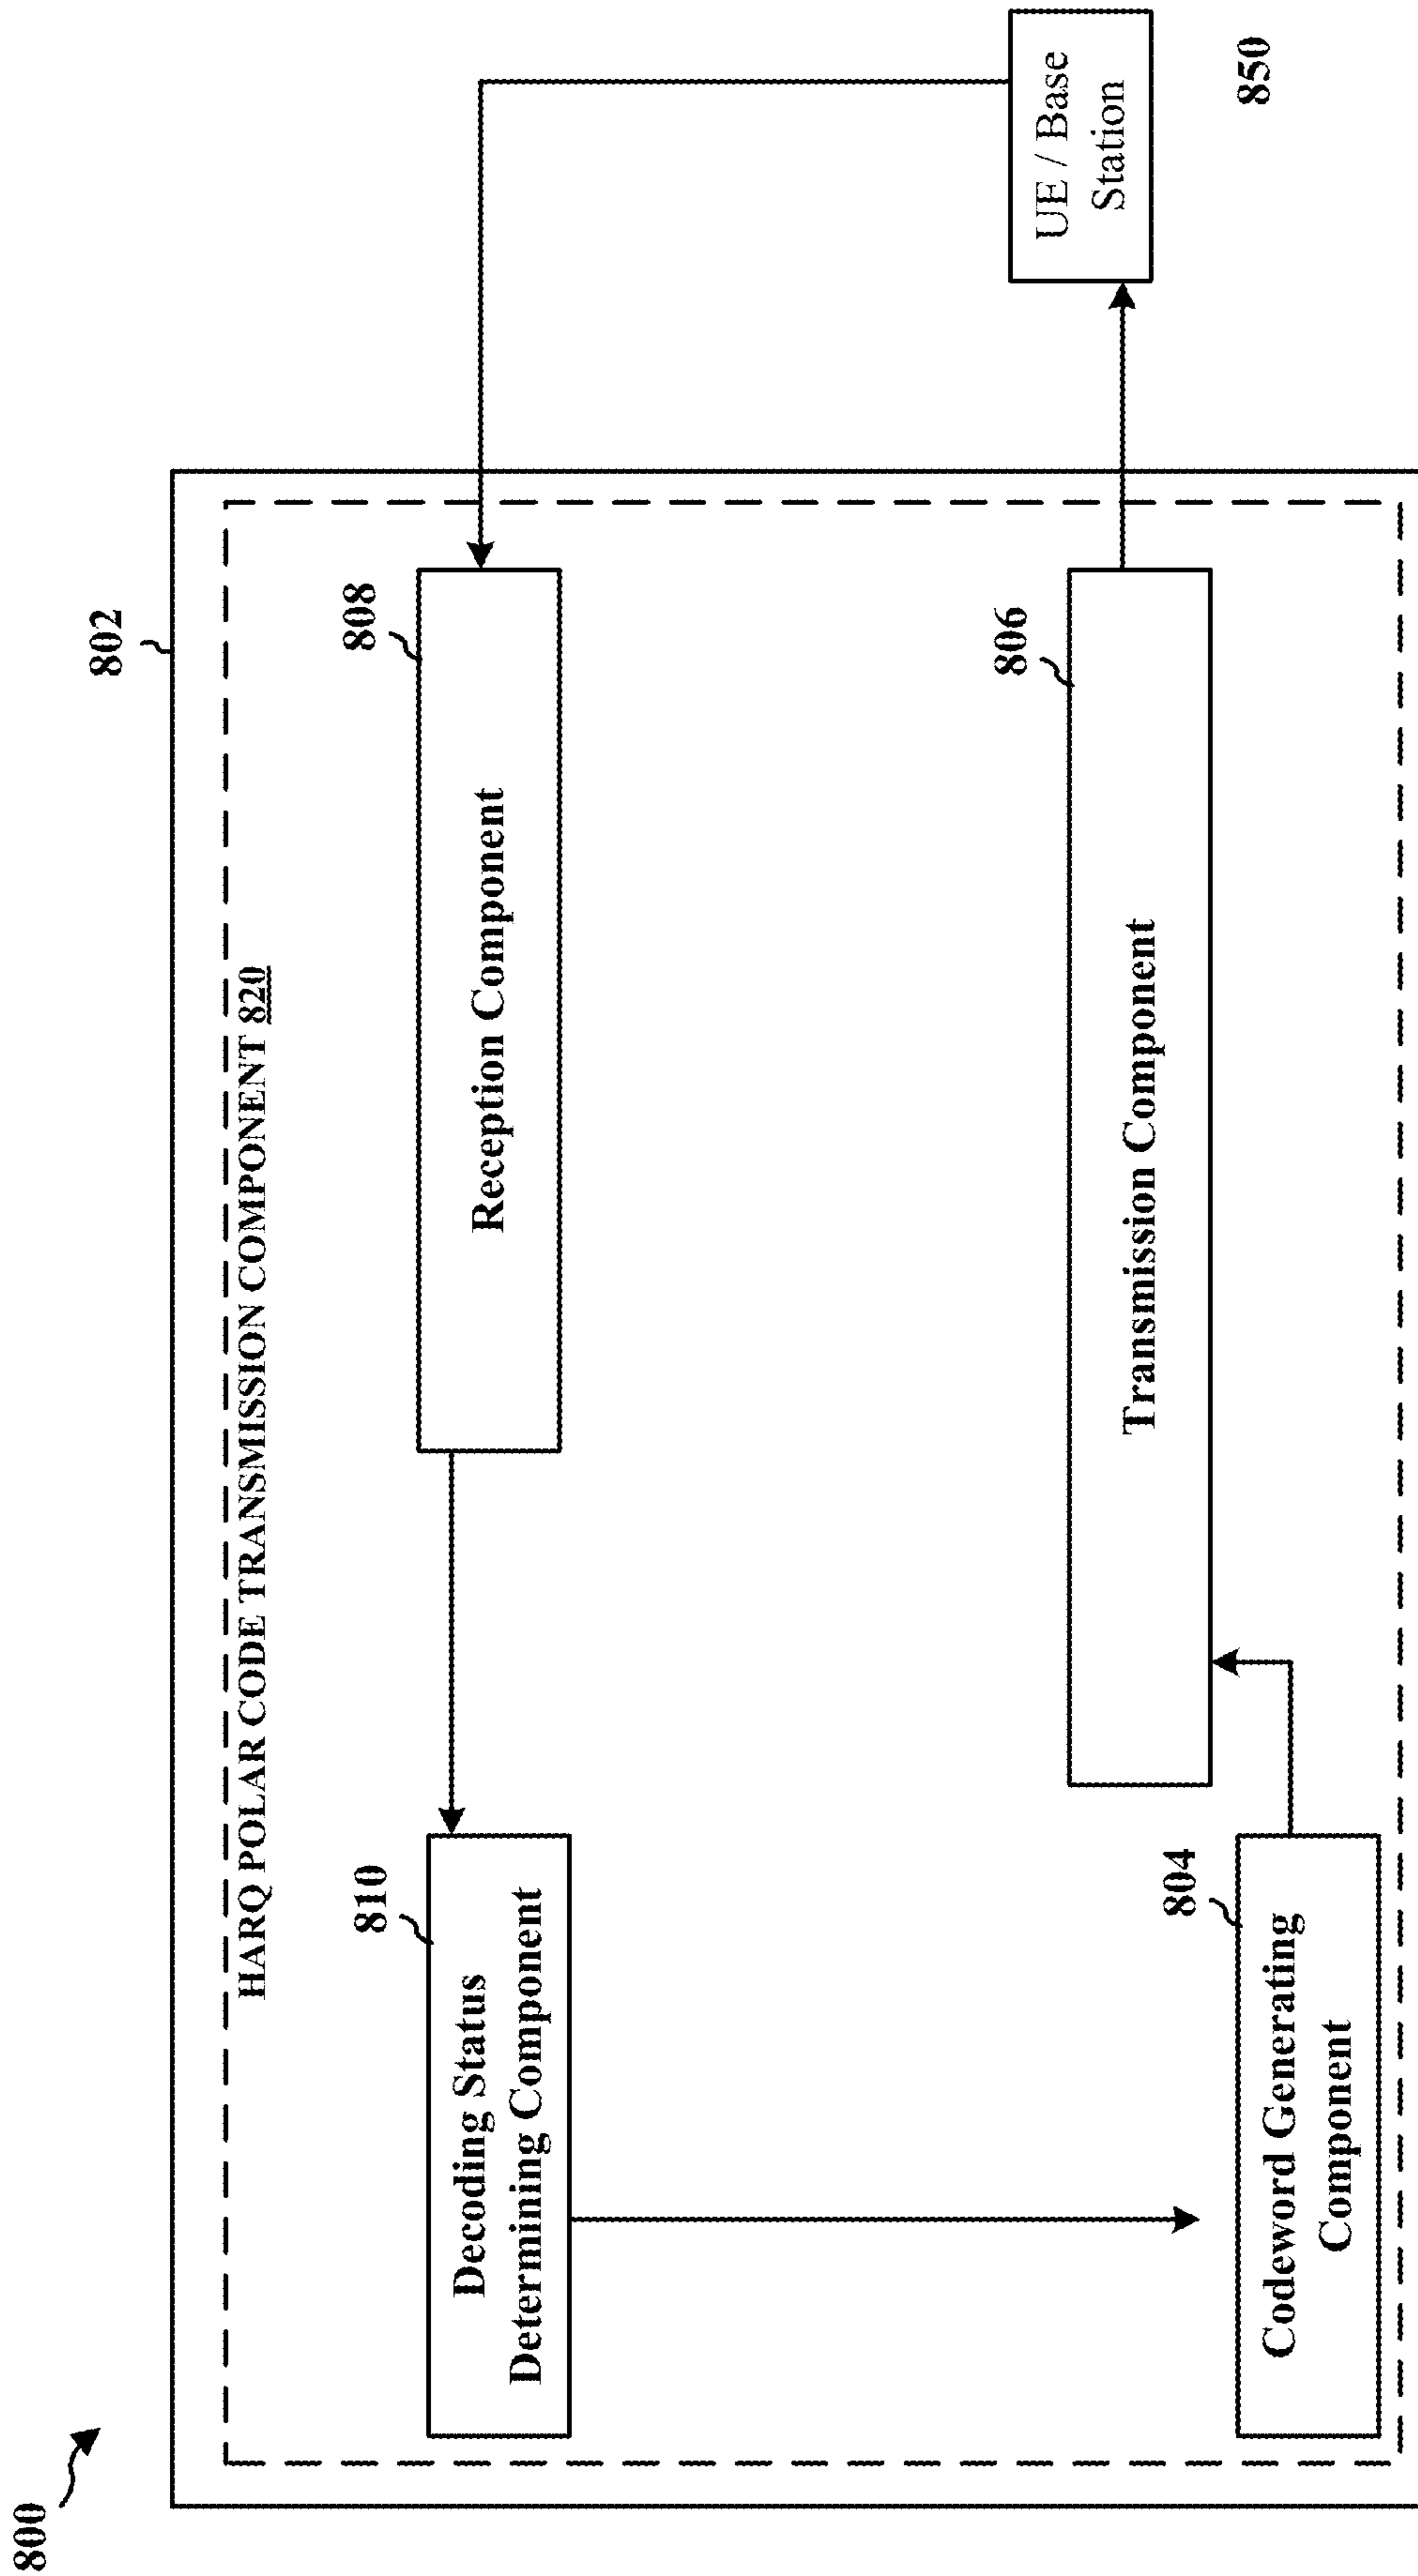 800
802
HARQ POLAR CODE TRANSMISSION COMPONENT 820
810
Decoding Status
Determining Component
808
Reception Component
804
Codeword Generating
Component
806
Transmission Component
UE / Base
Station
850